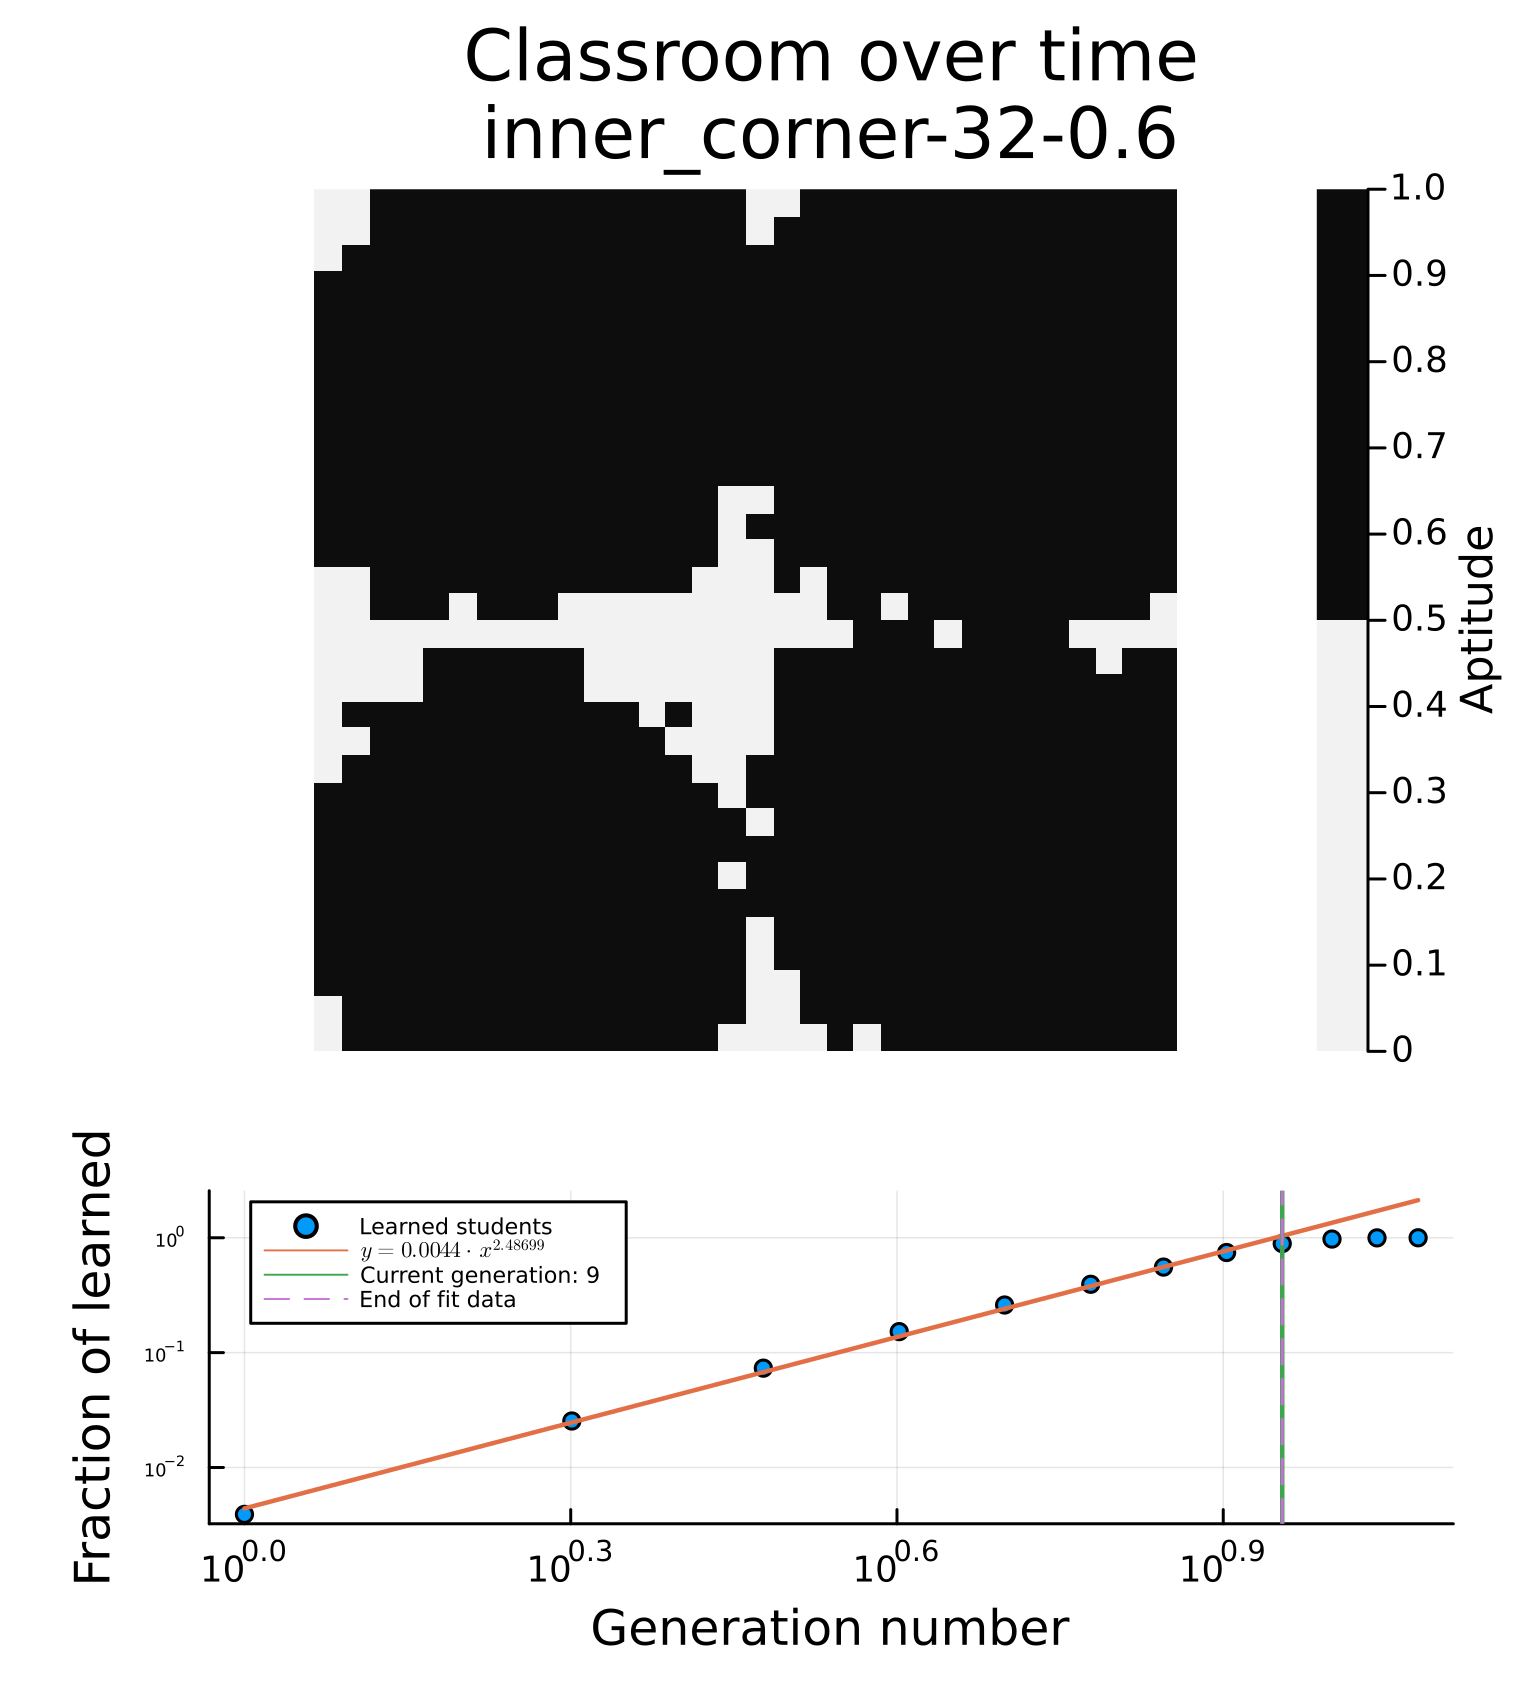 Classroom over time
inner_corner-32-0.6
1.0
0.9
0.8
0.7
0.6
0.5
0.4
0.3
0.2
0.1
0
Aptitude
Fraction of learned
10^0
10^−1
10^−2
Learned students
y = 0.0044 · x^2.48699
Current generation: 9
End of fit data
10^0.0
10^0.3
10^0.6
10^0.9
Generation number